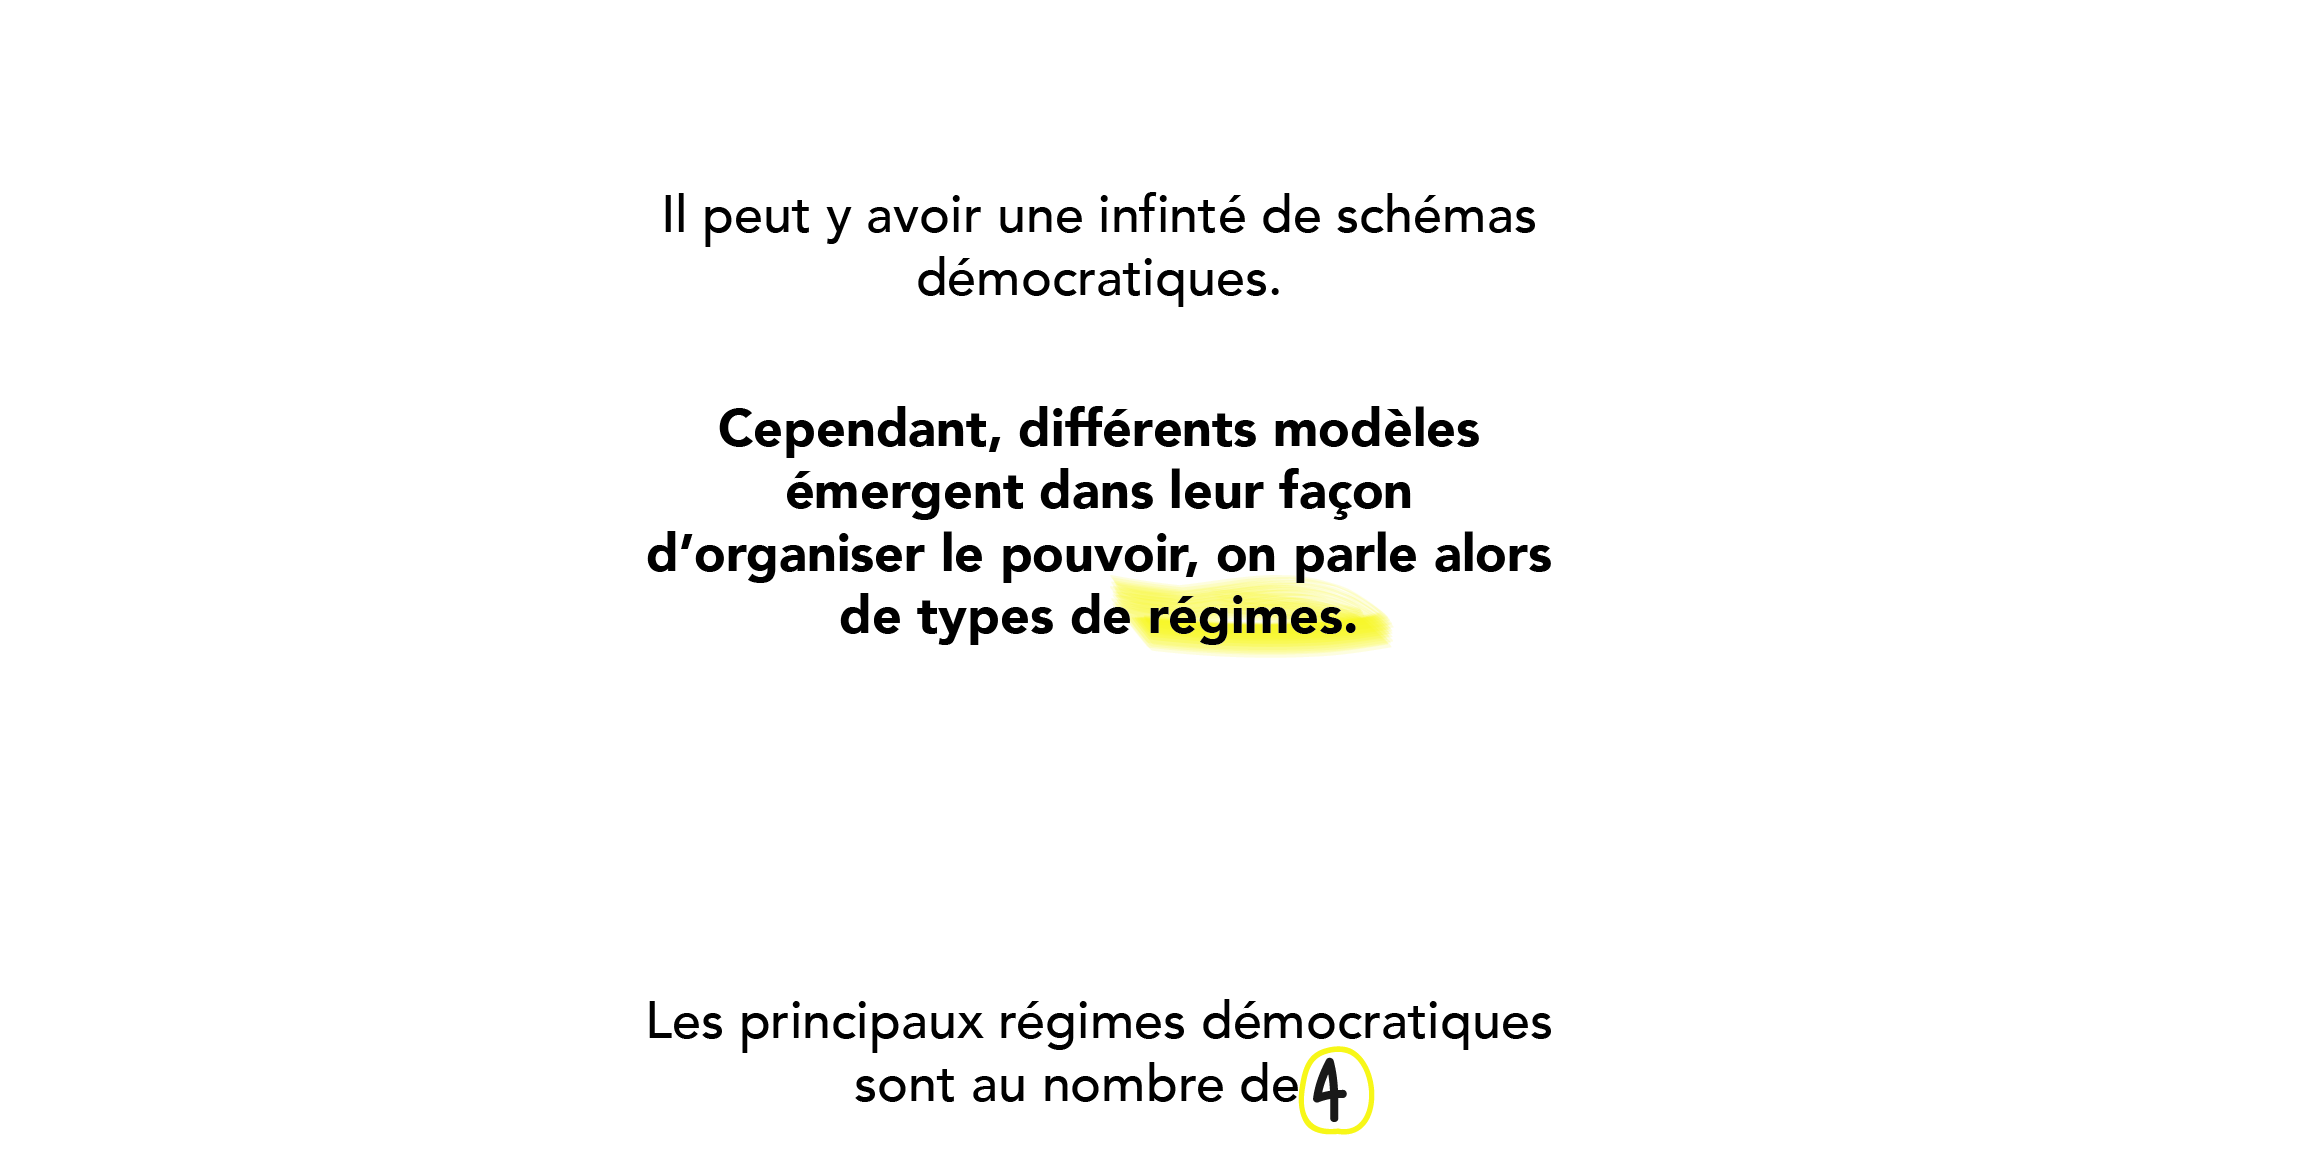 Il peut y avoir une infinté de schémas
démocratiques.
Cependant, différents modèles
émergent dans leur façon
d’organiser le pouvoir, on parle alors
de types de régimes.
Les principaux régimes démocratiques
sont au nombre de 4